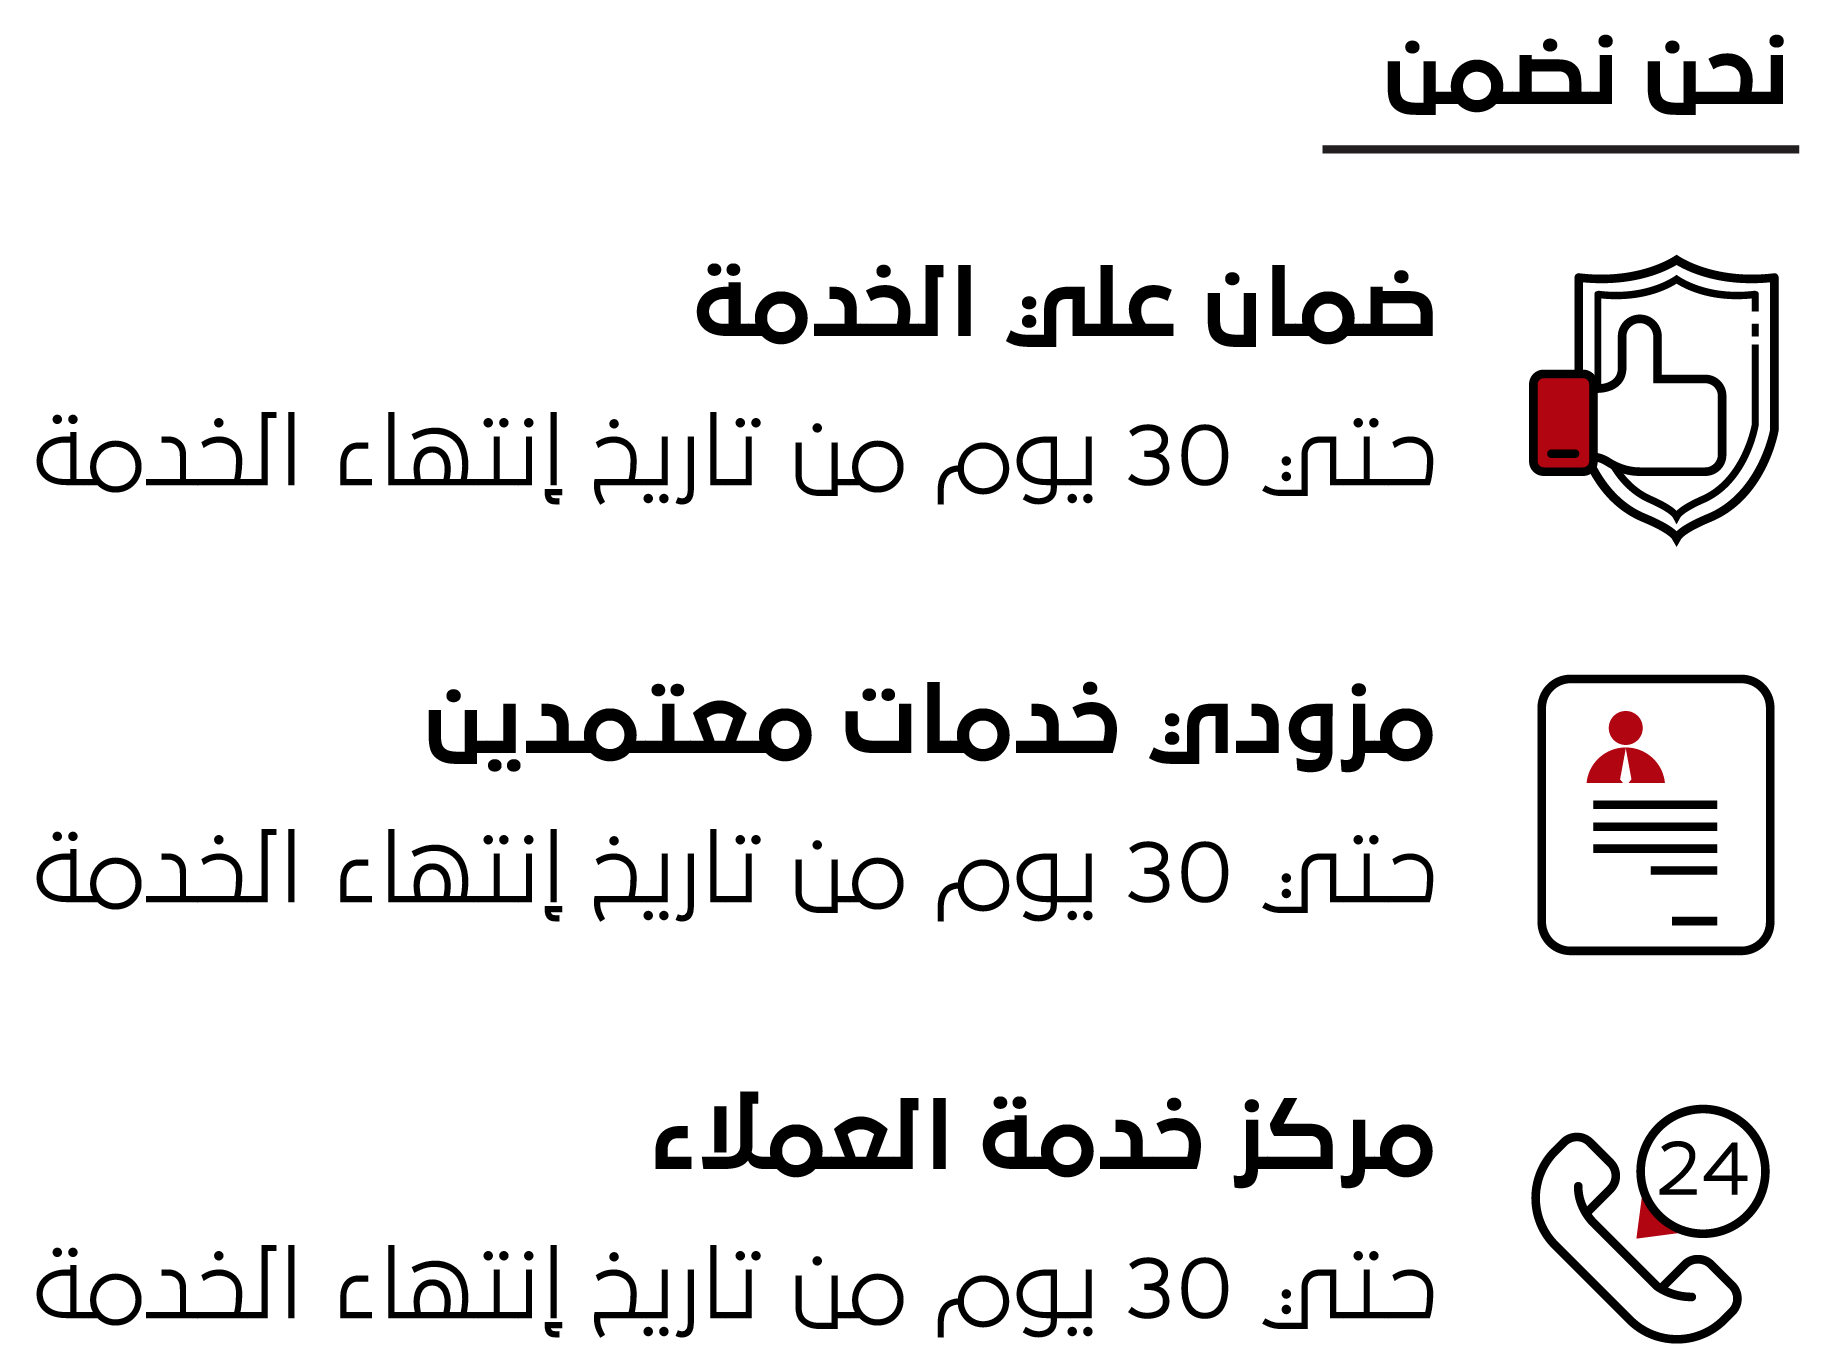 نحن نضمن
ضمان علي الخدمة
حتي 30 يوم من تاريخ إنتهاء الخدمة
مزودي خدمات معتمدين
حتي 30 يوم من تاريخ إنتهاء الخدمة
24
مركز خدمة العملاء
حتي 30 يوم من تاريخ إنتهاء الخدمة